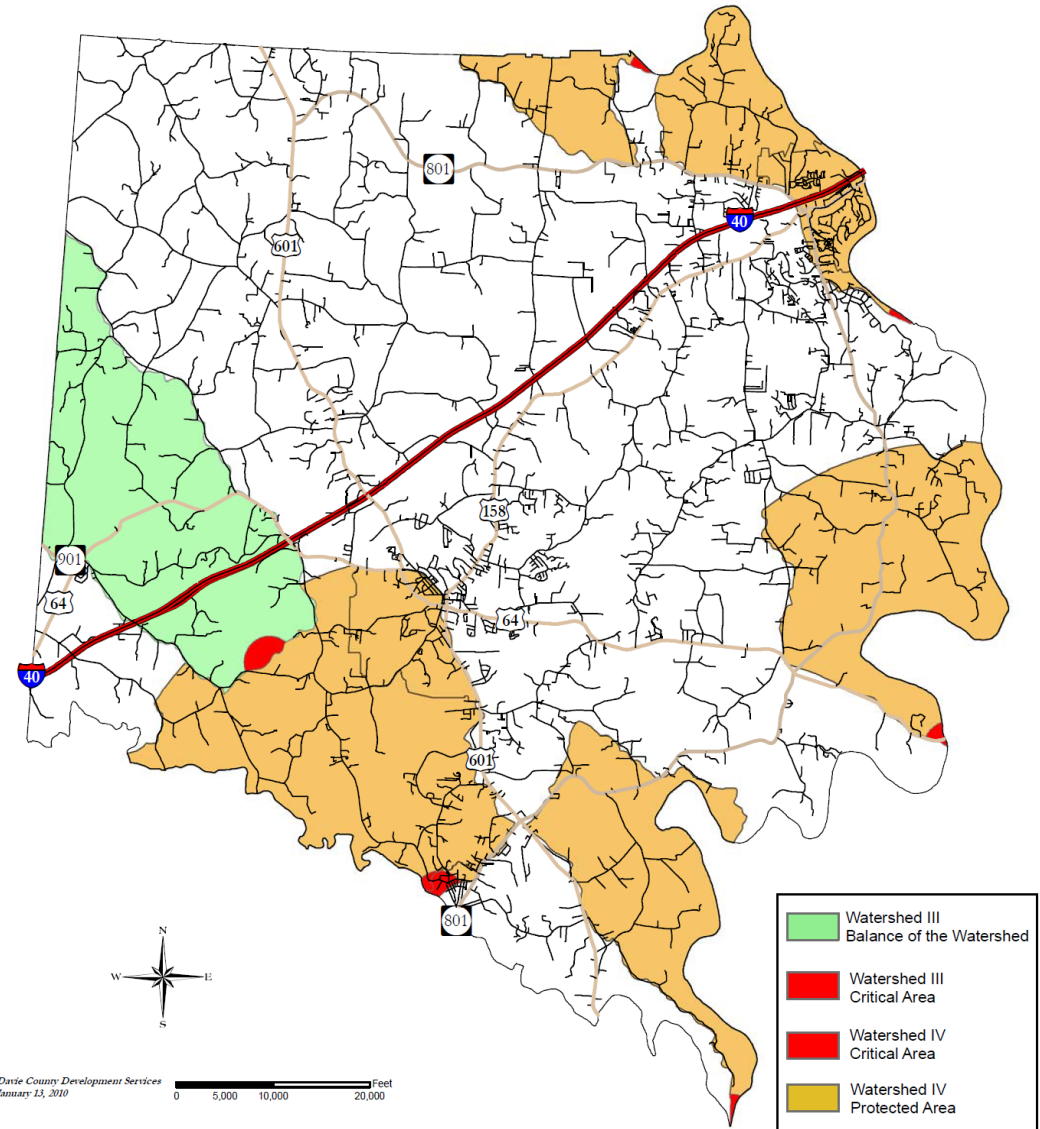 801
40
601
158
901
64
64
40
601
801
N
W
E
S
Watershed III
Balance of the Watershed
Watershed III
Critical Area
Watershed IV
Critical Area
Watershed IV
Protected Area
Davie County Development Services
January 13, 2010
Feet
0 5,000 10,000 20,000